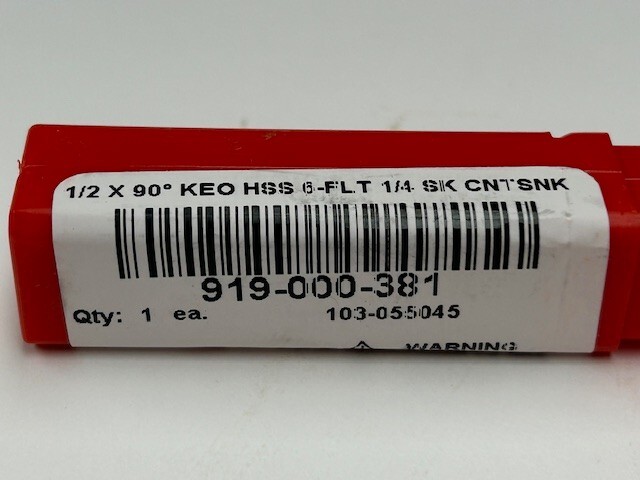 1/2 X 90° KEO HSS 6-FLT 1/4 SK CNTSNK
919-000-381
Qty: 1 ea. 103-055045
⚠ WARNING